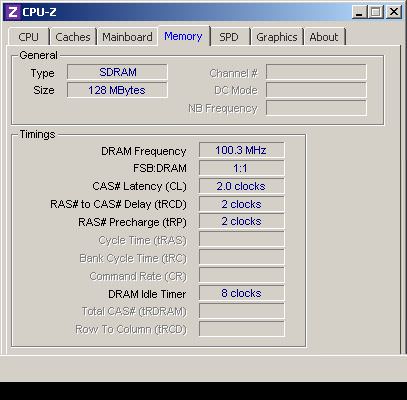 Z CPU-Z
CPU Caches Mainboard Memory SPD Graphics About
General
Type SDRAM Channel #
Size 128 MBytes DC Mode
NB Frequency
Timings
DRAM Frequency 100.3 MHz
FSB:DRAM 1:1
CAS# Latency (CL) 2.0 clocks
RAS# to CAS# Delay (tRCD) 2 clocks
RAS# Precharge (tRP) 2 clocks
Cycle Time (tRAS)
Bank Cycle Time (tRC)
Command Rate (CR)
DRAM Idle Timer 8 clocks
Total CAS# (tRDRAM)
Row To Column (tRCD)